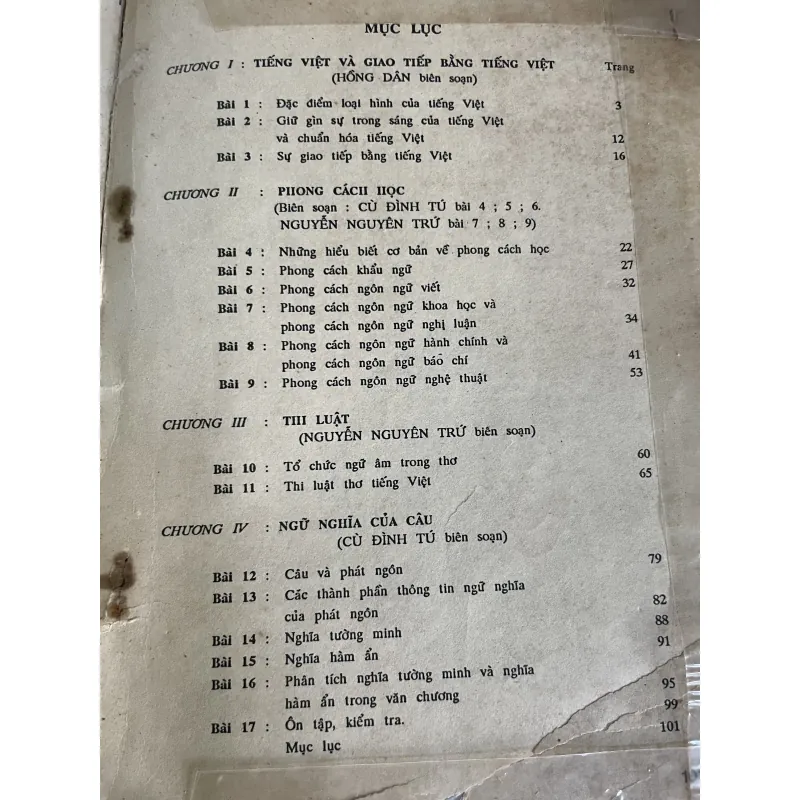 MỤC LỤC
CHƯƠNG I : TIẾNG VIỆT VÀ GIAO TIẾP BẰNG TIẾNG VIỆT Trang
(HỒNG DÂN biên soạn)
Bài 1 : Đặc điểm loại hình của tiếng Việt 3
Bài 2 : Giữ gìn sự trong sáng của tiếng Việt
và chuẩn hóa tiếng Việt 12
Bài 3 : Sự giao tiếp bằng tiếng Việt 16
CHƯƠNG II : PHONG CÁCH HỌC
(Biên soạn : CÙ ĐÌNH TÚ bài 4 ; 5 ; 6.
NGUYỄN NGUYÊN TRỨ bài 7 ; 8 ; 9)
Bài 4 : Những hiểu biết cơ bản về phong cách học 22
Bài 5 : Phong cách khẩu ngữ 27
Bài 6 : Phong cách ngôn ngữ viết 32
Bài 7 : Phong cách ngôn ngữ khoa học và
phong cách ngôn ngữ nghị luận 34
Bài 8 : Phong cách ngôn ngữ hành chính và
phong cách ngôn ngữ báo chí 41
Bài 9 : Phong cách ngôn ngữ nghệ thuật 53
CHƯƠNG III : THI LUẬT
(NGUYỄN NGUYÊN TRỨ biên soạn)
Bài 10 : Tổ chức ngữ âm trong thơ 60
Bài 11 : Thi luật thơ tiếng Việt 65
CHƯƠNG IV : NGỮ NGHĨA CỦA CÂU
(CÙ ĐÌNH TÚ biên soạn)
Bài 12 : Câu và phát ngôn 79
Bài 13 : Các thành phần thông tin ngữ nghĩa
của phát ngôn 82
Bài 14 : Nghĩa tường minh 88
Bài 15 : Nghĩa hàm ẩn 91
Bài 16 : Phân tích nghĩa tường minh và nghĩa
hàm ẩn trong văn chương 95
Bài 17 : Ôn tập, kiểm tra. 99
Mục lục 101